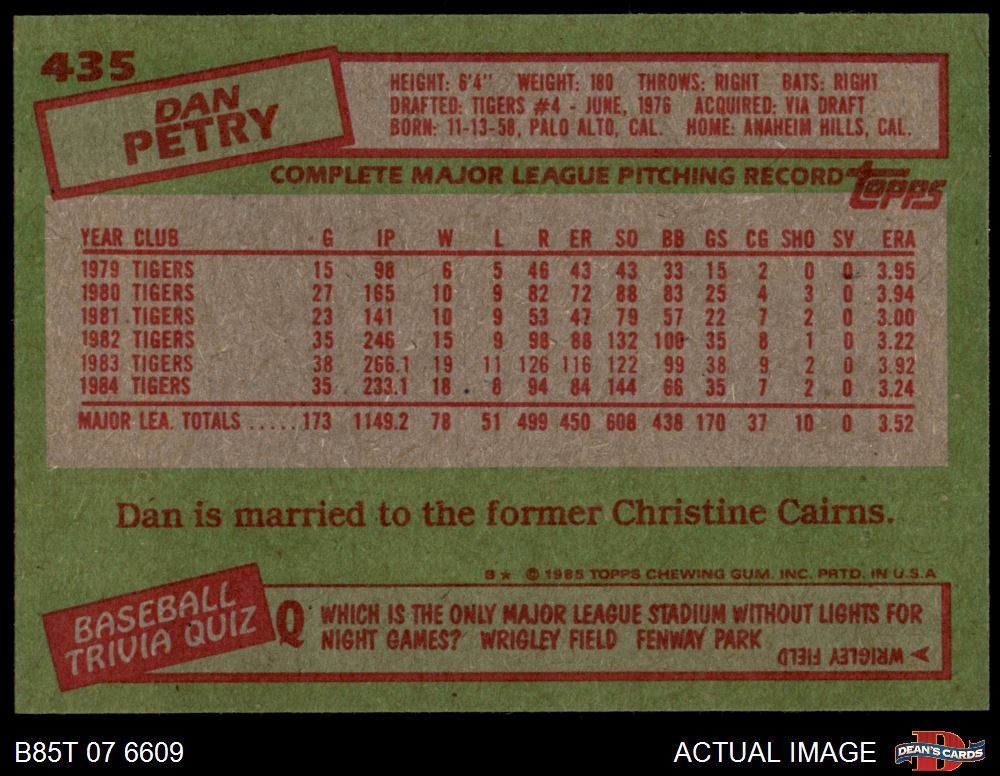 435
DAN
PETRY
HEIGHT: 6'4" WEIGHT: 180 THROWS: RIGHT BATS: RIGHT
DRAFTED: TIGERS #4 - JUNE, 1976 ACQUIRED: VIA DRAFT
BORN: 11-13-58, PALO ALTO, CAL. HOME: ANAHEIM HILLS, CAL.
COMPLETE MAJOR LEAGUE PITCHING RECORD topps
YEAR CLUB G IP W L R ER SO BB GS CG SHO SV ERA
1979 TIGERS 15 98 6 5 46 43 43 33 15 2 0 0 3.95
1980 TIGERS 27 165 10 9 82 72 88 83 25 4 3 0 3.94
1981 TIGERS 23 141 10 9 53 47 79 57 22 7 2 0 3.00
1982 TIGERS 35 246 15 9 98 88 132 100 35 8 1 0 3.22
1983 TIGERS 38 266.1 19 11 126 116 122 99 38 9 2 0 3.92
1984 TIGERS 35 233.1 18 8 94 84 144 66 35 7 2 0 3.24
MAJOR LEA. TOTALS ..... 173 1149.2 78 51 499 450 608 438 170 37 10 0 3.52
Dan is married to the former Christine Cairns.
B* © 1985 TOPPS CHEWING GUM, INC. PRTD. IN U.S.A
BASEBALL
TRIVIA QUIZ
Q WHICH IS THE ONLY MAJOR LEAGUE STADIUM WITHOUT LIGHTS FOR
NIGHT GAMES? WRIGLEY FIELD FENWAY PARK
A WRIGLEY FIELD
B85T 07 6609
ACTUAL IMAGE
DEAN'S CARDS